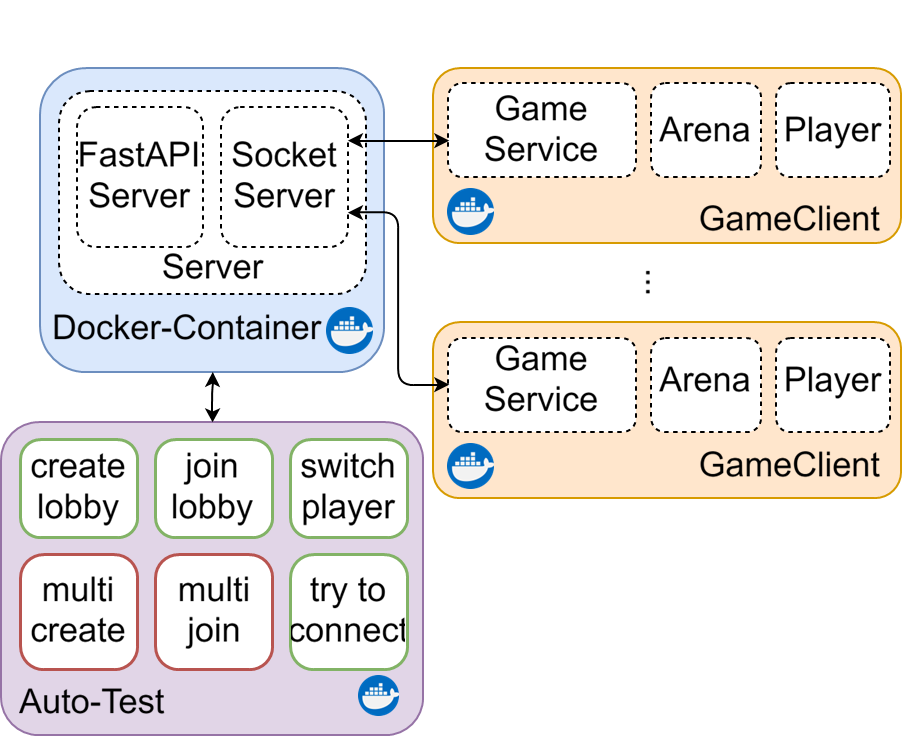 FastAPI
Server
Socket
Server
Server
Docker-Container
Game
Service
Arena
Player
GameClient
...
Game
Service
Arena
Player
GameClient
create
lobby
join
lobby
switch
player
multi
create
multi
join
try to
connect
Auto-Test